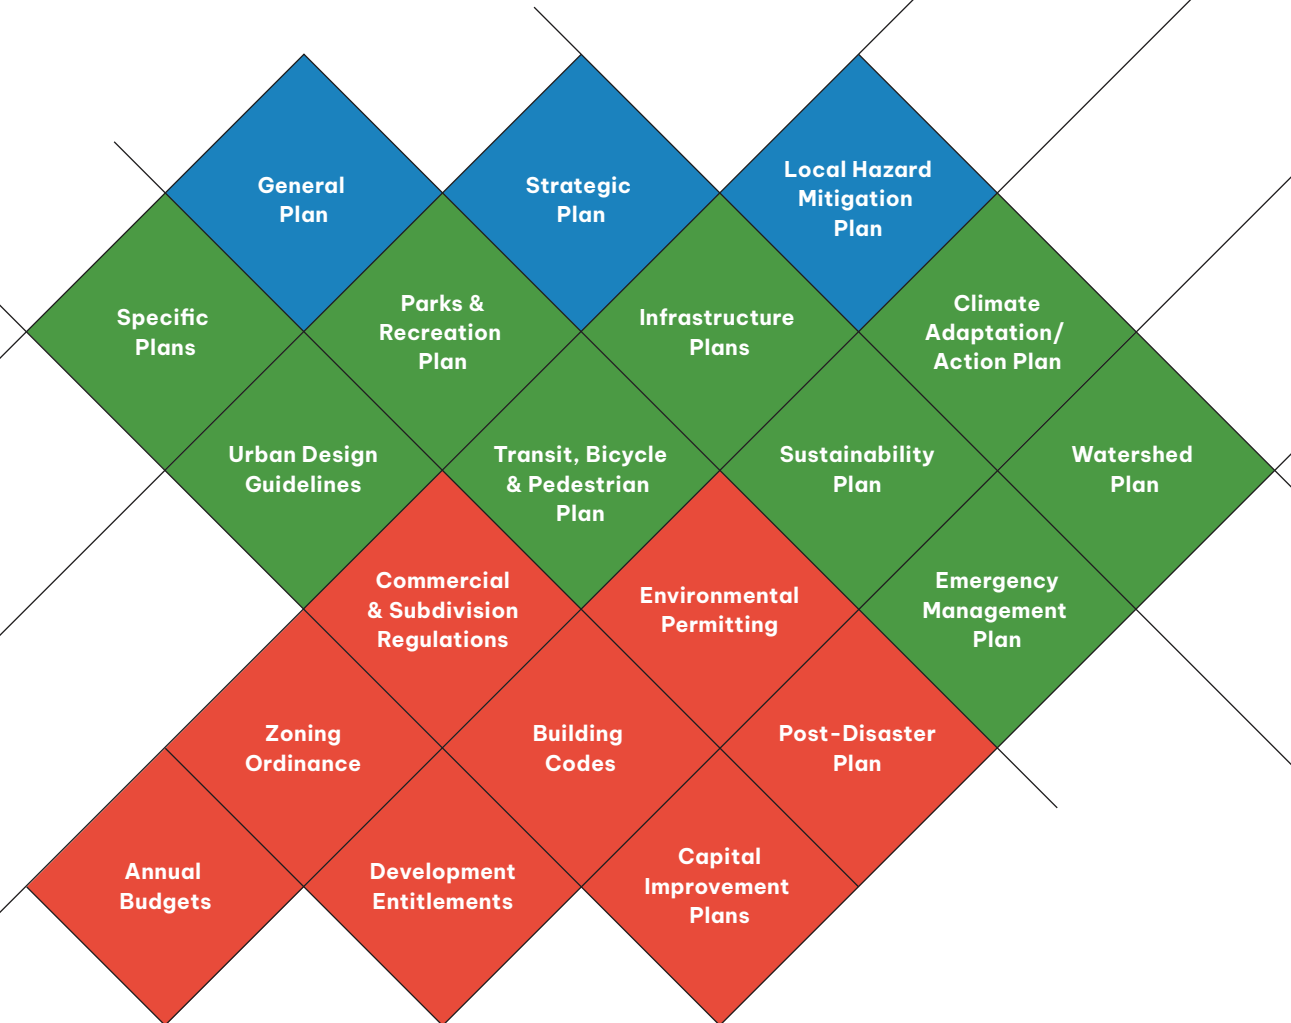 General
Plan
Strategic
Plan
Local Hazard
Mitigation
Plan
Specific
Plans
Parks &
Recreation
Plan
Infrastructure
Plans
Climate
Adaptation/
Action Plan
Urban Design
Guidelines
Transit, Bicycle
& Pedestrian
Plan
Sustainability
Plan
Watershed
Plan
Commercial
& Subdivision
Regulations
Environmental
Permitting
Emergency
Management
Plan
Zoning
Ordinance
Building
Codes
Post-Disaster
Plan
Annual
Budgets
Development
Entitlements
Capital
Improvement
Plans